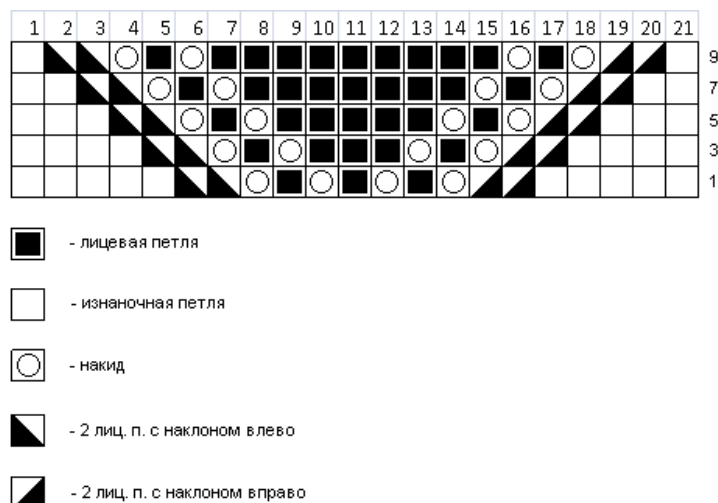 1 2 3 4 5 6 7 8 9 10 11 12 13 14 15 16 17 18 19 20 21
9
7
5
3
1
- лицевая петля
- изнаночная петля
- накид
- 2 лиц. п. с наклоном влево
- 2 лиц. п. с наклоном вправо